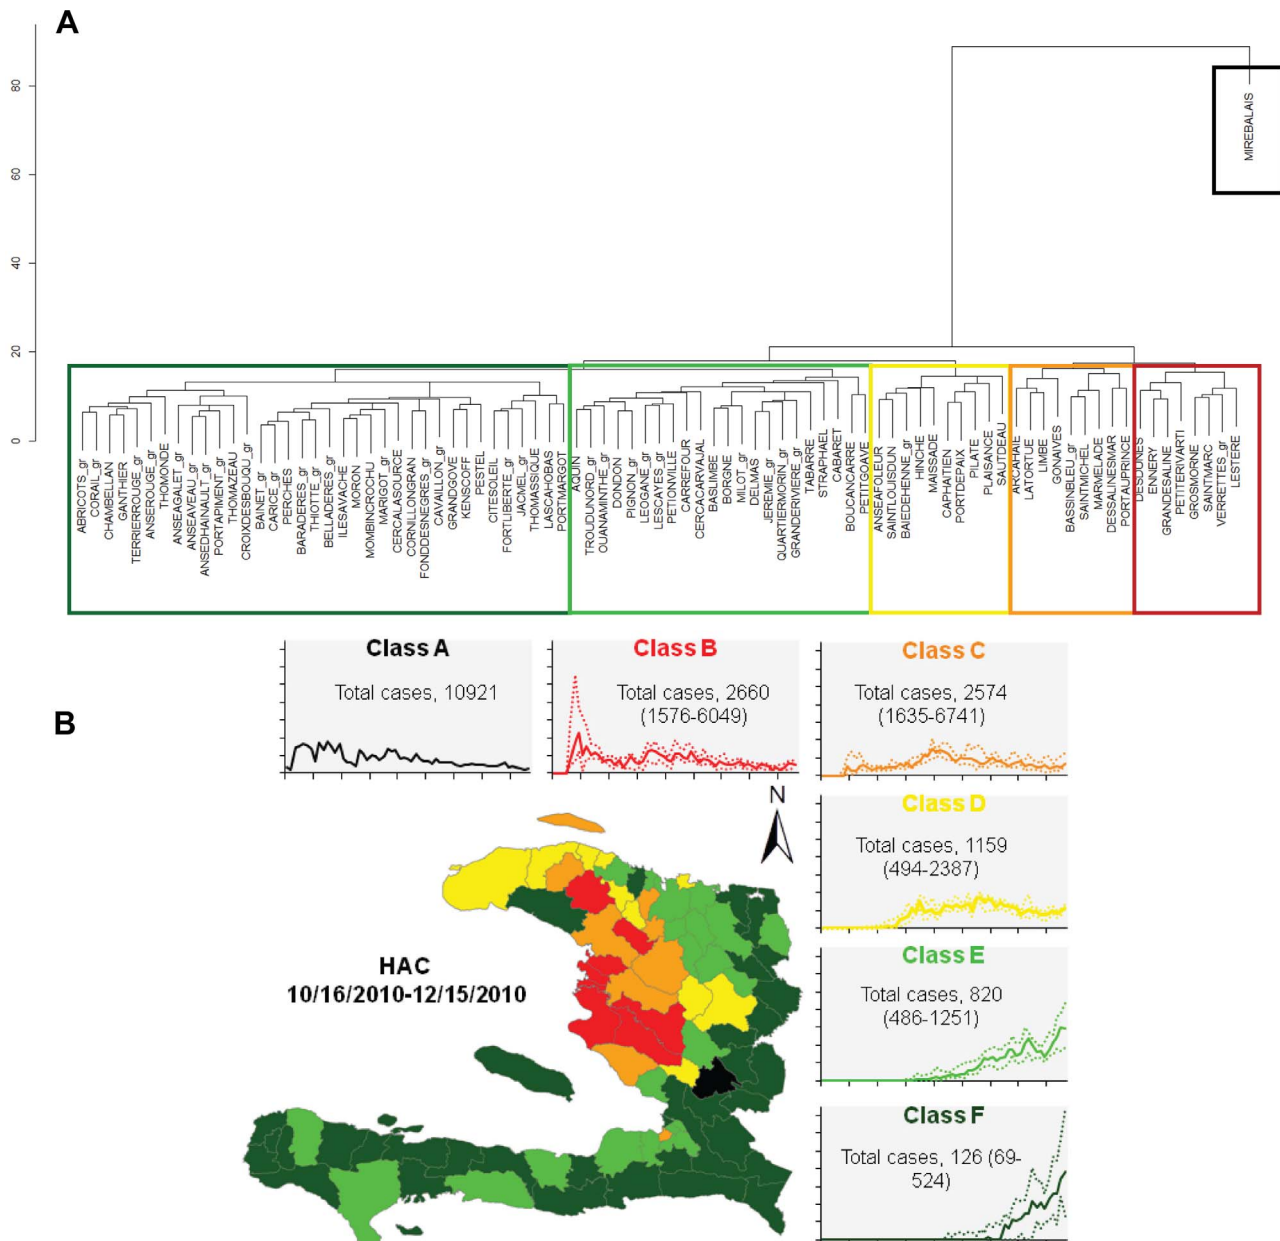 A
80
60
40
20
0
MIREBALAIS
ABRICOTS_gr
CORAIL_gr
CHAMBELLAN
GANTHIER
TERRIERROUGE_gr
ANSEROUGE_gr
THOMONDE
ANSEAGALET_gr
ANSEAVEAU_gr
ANSEDHAINAULT_gr
PORTAPIMENT_gr
THOMAZEAU
CROIXDESBOUQU_gr
BAINET_gr
CARICE_gr
PERCHES
BARADERES_gr
THIOTTE_gr
BELLADERES_gr
ILESAVACHE
MORON
MOMBINCROCHU
MARIGOT_gr
CERCALASOURCE
CORNILLONGRAN
FONDDESNEGRES_gr
CAVAILLON_gr
GRANDGOVE
KENSCOFF
PESTEL
CITESOLEIL
FORTLIBERTE_gr
JACMEL_gr
THOMASSIQUE
LASCAHOBAS
PORTMARGOT
AQUIN
TROUDUNORD_gr
OUANAMINTHE_gr
DONDON
PIGNON_gr
LEOGANE_gr
LESCAYES_gr
PETIONVILLE
CARREFOUR
CERCACARVAJAL
BASLIMBE
BORGNE
MILOT_gr
DELMAS
JEREMIE_gr
QUARTIERMORIN_gr
GRANDERIVIERE_gr
TABARRE
STRAPHAEL
CABARET
BOUCANCARRE
PETITGOAVE
ANSEAFOLEUR
SAINTLOUISDUN
BAIEDEHENNE_gr
HINCHE
MAISSADE
CAPHAITIEN
PORTDEPAIX
PILATE
PLAISANCE
SAUTDEAU
ARCAHAIE
LATORTUE
LIMBE
GONAIVES
BASSINBLEU_gr
SAINTMICHEL
MARMELADE
DESSALINESMAR
PORTAUPRINCE
DESDUNES
ENNERY
GRANDESALINE
PETITERIVARTI
GROSMORNE
SAINTMARC
VERRETTES_gr
LESTERE
B
Class A
Total cases, 10921
Class B
Total cases, 2660
(1576-6049)
Class C
Total cases, 2574
(1635-6741)
N
Class D
Total cases, 1159
(494-2387)
HAC
10/16/2010-12/15/2010
Class E
Total cases, 820
(486-1251)
Class F
Total cases, 126 (69-
524)